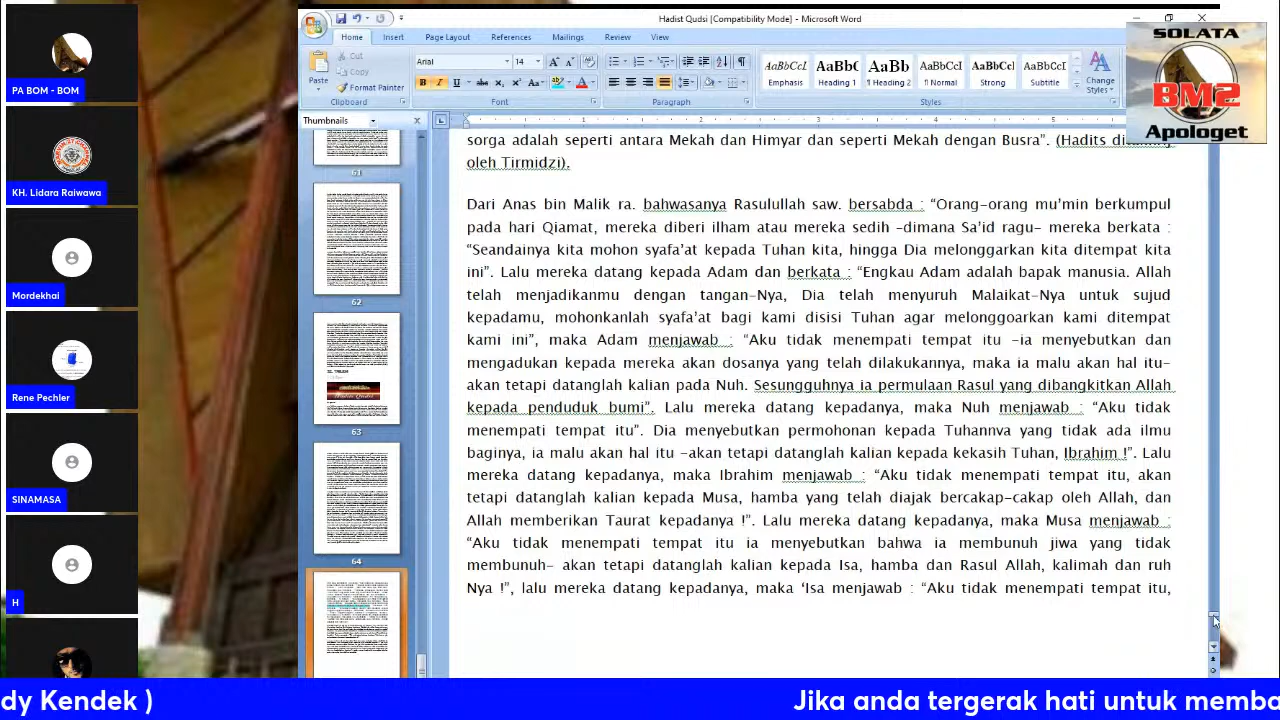 PA BOM - BOM
KH. Lidara Raiwawa
Mordekhai
Rene Pechler
SINAMASA
H
Hadist Qudsi [Compatibility Mode] - Microsoft Word
Home Insert Page Layout References Mailings Review View
Paste
Cut
Copy
Format Painter
Clipboard
Arial 14
Font
Paragraph
AaBbCcI AaBbC AaBb AaBbCcI AaBbCcI AaBbCcI
Emphasis Heading 1 ¶ Heading 2 ¶ Normal Strong Subtitle
Change Styles
Styles
SOLATA
BM2
Apologet
Thumbnails
61
62
63
64
sorga adalah seperti antara Mekah dan Himyar dan seperti Mekah dengan Busra”. (Hadits
oleh Tirmidzi).
Dari Anas bin Malik ra. bahwasanya Rasulullah saw. bersabda : “Orang-orang mu’min berkumpul
pada hari Qiamat, mereka diberi ilham atau mereka sedih -dimana Sa’id ragu- mereka berkata :
“Seandainya kita mohon syafa’at kepada Tuhan kita, hingga Dia melonggarkan kita ditempat kita
ini”. Lalu mereka datang kepada Adam dan berkata : “Engkau Adam adalah bapak manusia. Allah
telah menjadikanmu dengan tangan-Nya, Dia telah menyuruh Malaikat-Nya untuk sujud
kepadamu, mohonkanlah syafa’at bagi kami disisi Tuhan agar melonggoarkan kami ditempat
kami ini”, maka Adam menjawab : “Aku tidak menempati tempat itu -ia menyebutkan dan
mengadukan kepada mereka akan dosanya yang telah dilakukannya, maka ia malu akan hal itu-
akan tetapi datanglah kalian pada Nuh. Sesungguhnya ia permulaan Rasul yang dibangkitkan Allah
kepada penduduk bumi”. Lalu mereka datang kepadanya, maka Nuh menjawab : “Aku tidak
menempati tempat itu”. Dia menyebutkan permohonan kepada Tuhannva yang tidak ada ilmu
baginya, ia malu akan hal itu -akan tetapi datanglah kalian kepada kekasih Tuhan, Ibrahim !”. Lalu
mereka datang kepadanya, maka Ibrahim menjawab : “Aku tidak menempati tempat itu, akan
tetapi datanglah kalian kepada Musa, hamba yang telah diajak bercakap-cakap oleh Allah, dan
Allah memberikan Taurat kepadanya !”. Lalu mereka datang kepadanya, maka Musa menjawab :
“Aku tidak menempati tempat itu ia menyebutkan bahwa ia membunuh jiwa yang tidak
membunuh- akan tetapi datanglah kalian kepada Isa, hamba dan Rasul Allah, kalimah dan ruh
Nya !”, lalu mereka datang kepadanya, maka ‘isa menjawab : “Aku tidak menempati tempat itu,
dy Kendek ) Jika anda tergerak hati untuk memba